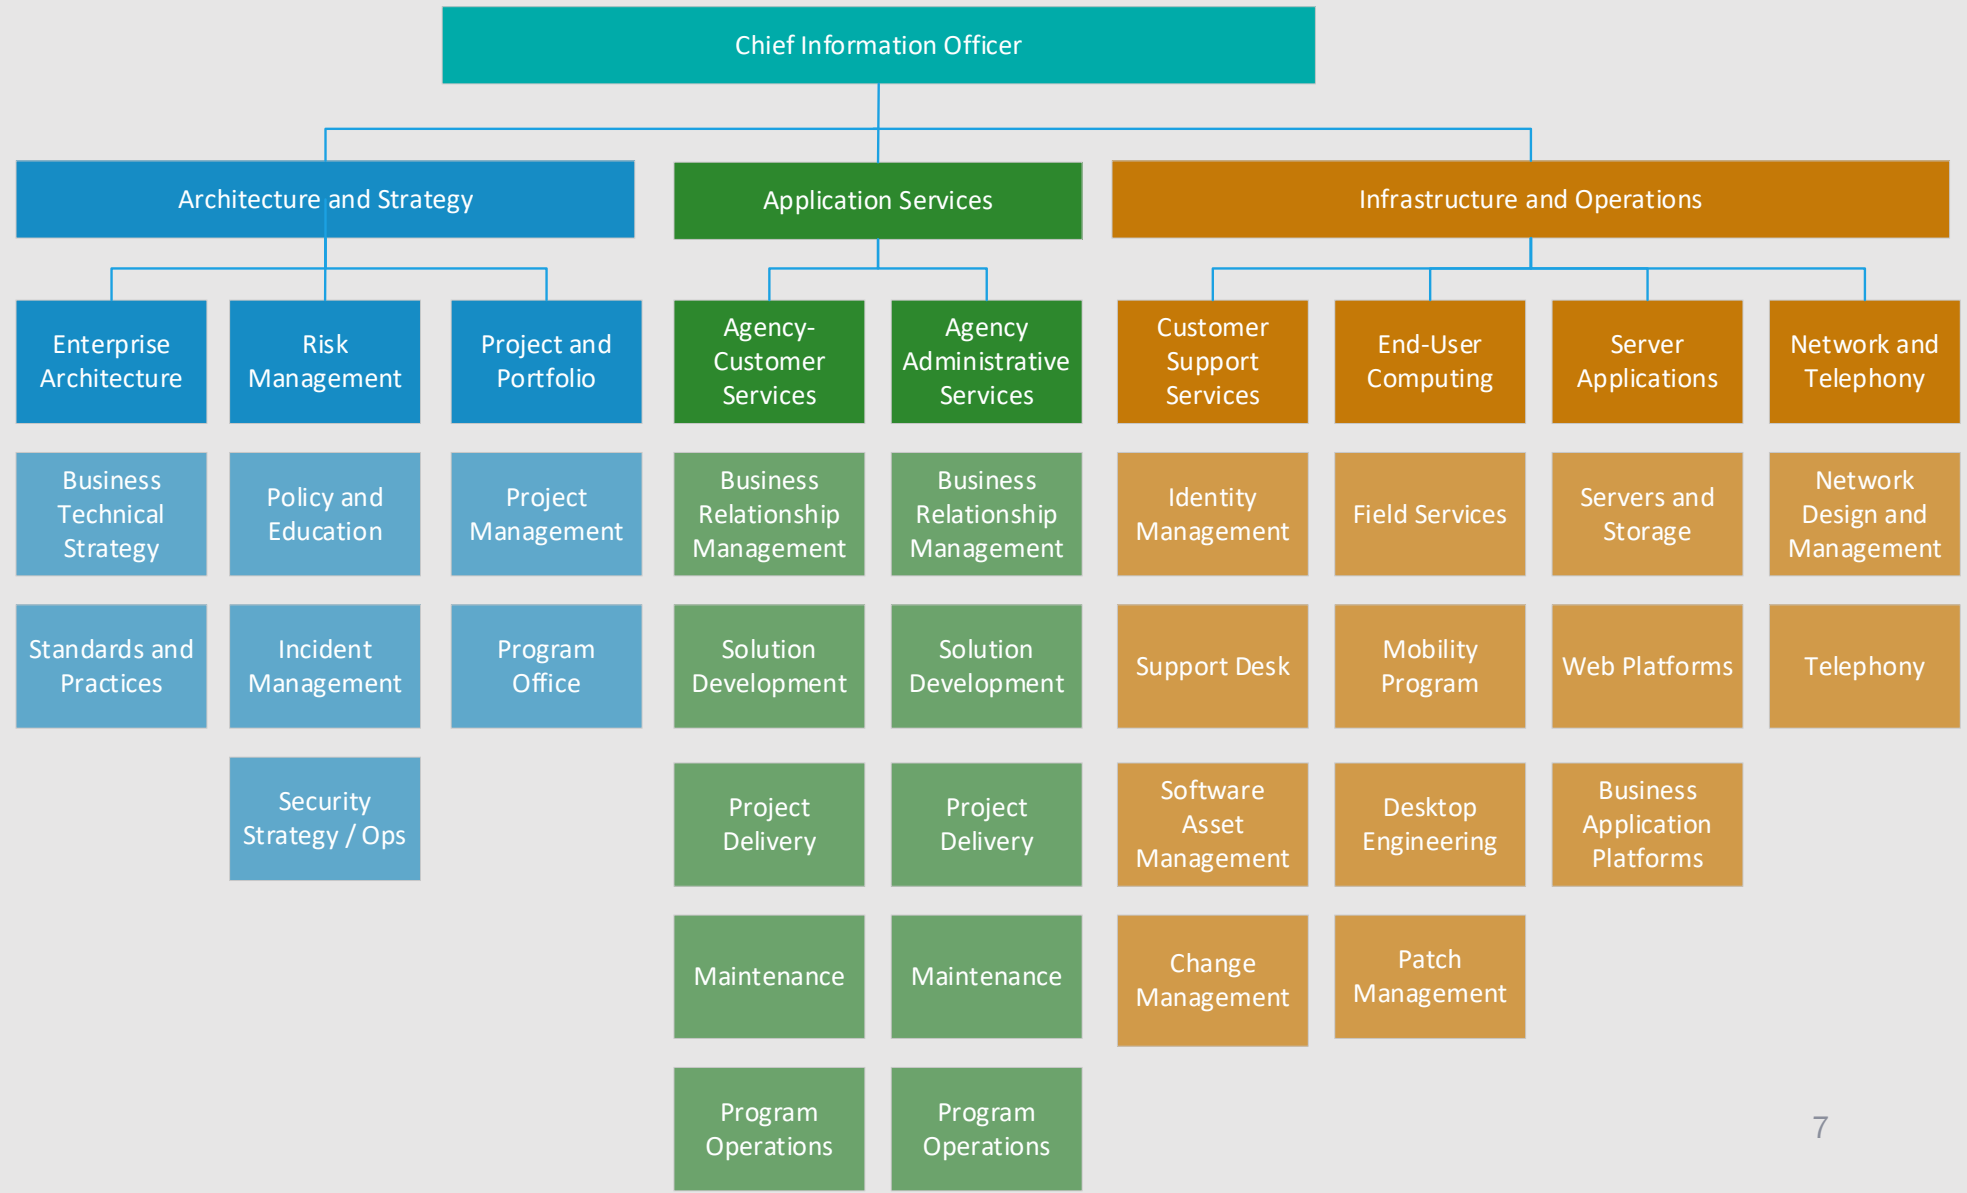 Chief Information Officer
Architecture and Strategy
Application Services
Infrastructure and Operations
Enterprise
Architecture
Risk
Management
Project and
Portfolio
Agency-
Customer
Services
Agency
Administrative
Services
Customer
Support
Services
End-User
Computing
Server
Applications
Network and
Telephony
Business
Technical
Strategy
Policy and
Education
Project
Management
Business
Relationship
Management
Business
Relationship
Management
Identity
Management
Field Services
Servers and
Storage
Network
Design and
Management
Standards and
Practices
Incident
Management
Program
Office
Solution
Development
Solution
Development
Support Desk
Mobility
Program
Web Platforms
Telephony
Security
Strategy / Ops
Project
Delivery
Project
Delivery
Software
Asset
Management
Desktop
Engineering
Business
Application
Platforms
Maintenance
Maintenance
Change
Management
Patch
Management
Program
Operations
Program
Operations
7